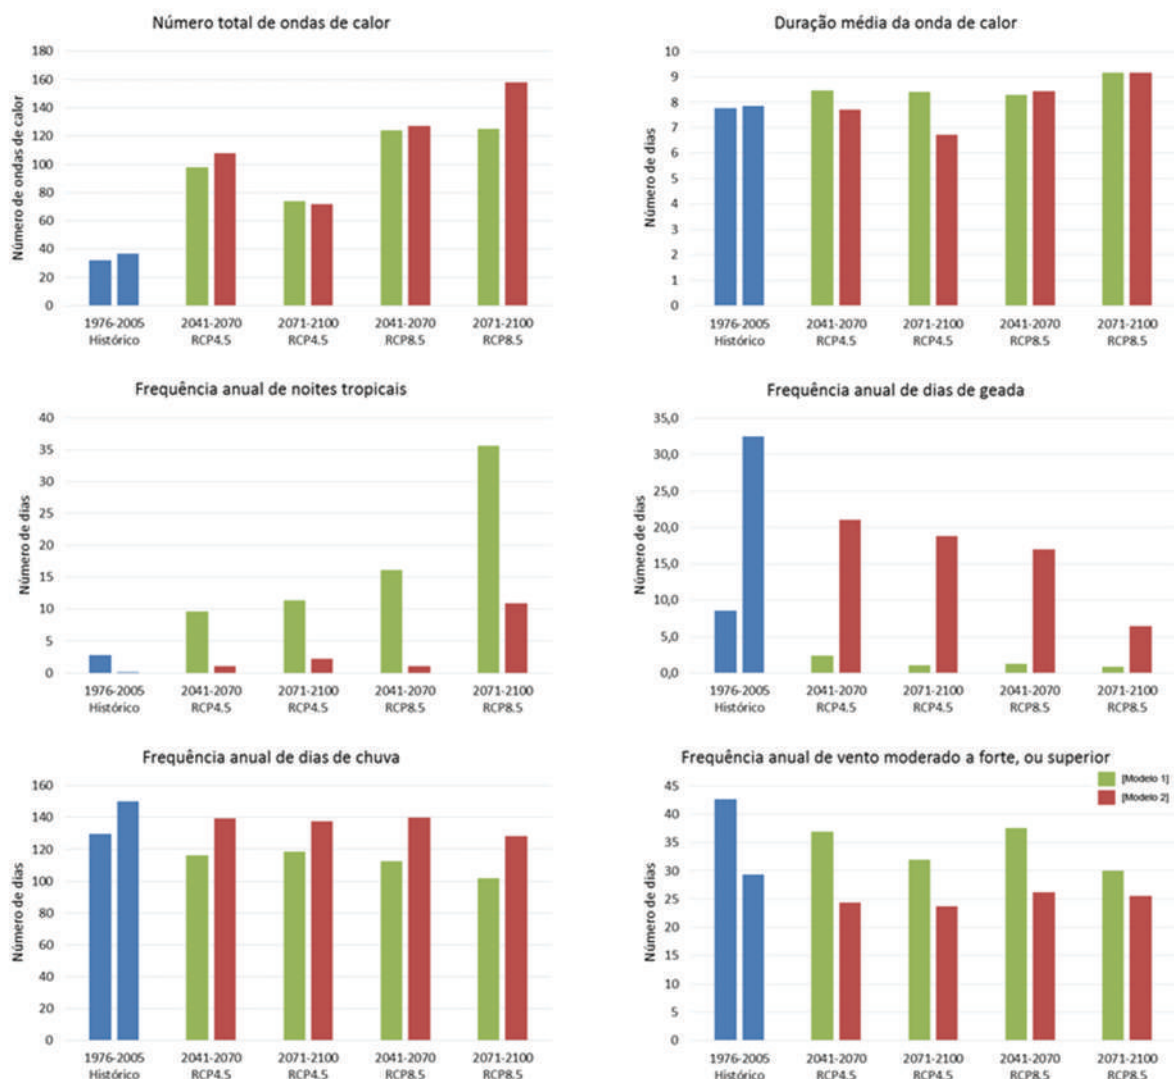 Número total de ondas de calor
Número de ondas de calor
180
160
140
120
100
80
60
40
20
0
1976-2005 2041-2070 2071-2100 2041-2070 2071-2100
Histórico RCP4.5 RCP4.5 RCP8.5 RCP8.5
Duração média da onda de calor
Número de dias
10
9
8
7
6
5
4
3
2
1
0
1976-2005 2041-2070 2071-2100 2041-2070 2071-2100
Histórico RCP4.5 RCP4.5 RCP8.5 RCP8.5
Frequência anual de noites tropicais
Número de dias
40
35
30
25
20
15
10
5
0
1976-2005 2041-2070 2071-2100 2041-2070 2071-2100
Histórico RCP4.5 RCP4.5 RCP8.5 RCP8.5
Frequência anual de dias de geada
Número de dias
35,0
30,0
25,0
20,0
15,0
10,0
5,0
0,0
1976-2005 2041-2070 2071-2100 2041-2070 2071-2100
Histórico RCP4.5 RCP4.5 RCP8.5 RCP8.5
Frequência anual de dias de chuva
Número de dias
160
140
120
100
80
60
40
20
0
1976-2005 2041-2070 2071-2100 2041-2070 2071-2100
Histórico RCP4.5 RCP4.5 RCP8.5 RCP8.5
Frequência anual de vento moderado a forte, ou superior
[Modelo 1]
[Modelo 2]
Número de dias
45
40
35
30
25
20
15
10
5
0
1976-2005 2041-2070 2071-2100 2041-2070 2071-2100
Histórico RCP4.5 RCP4.5 RCP8.5 RCP8.5